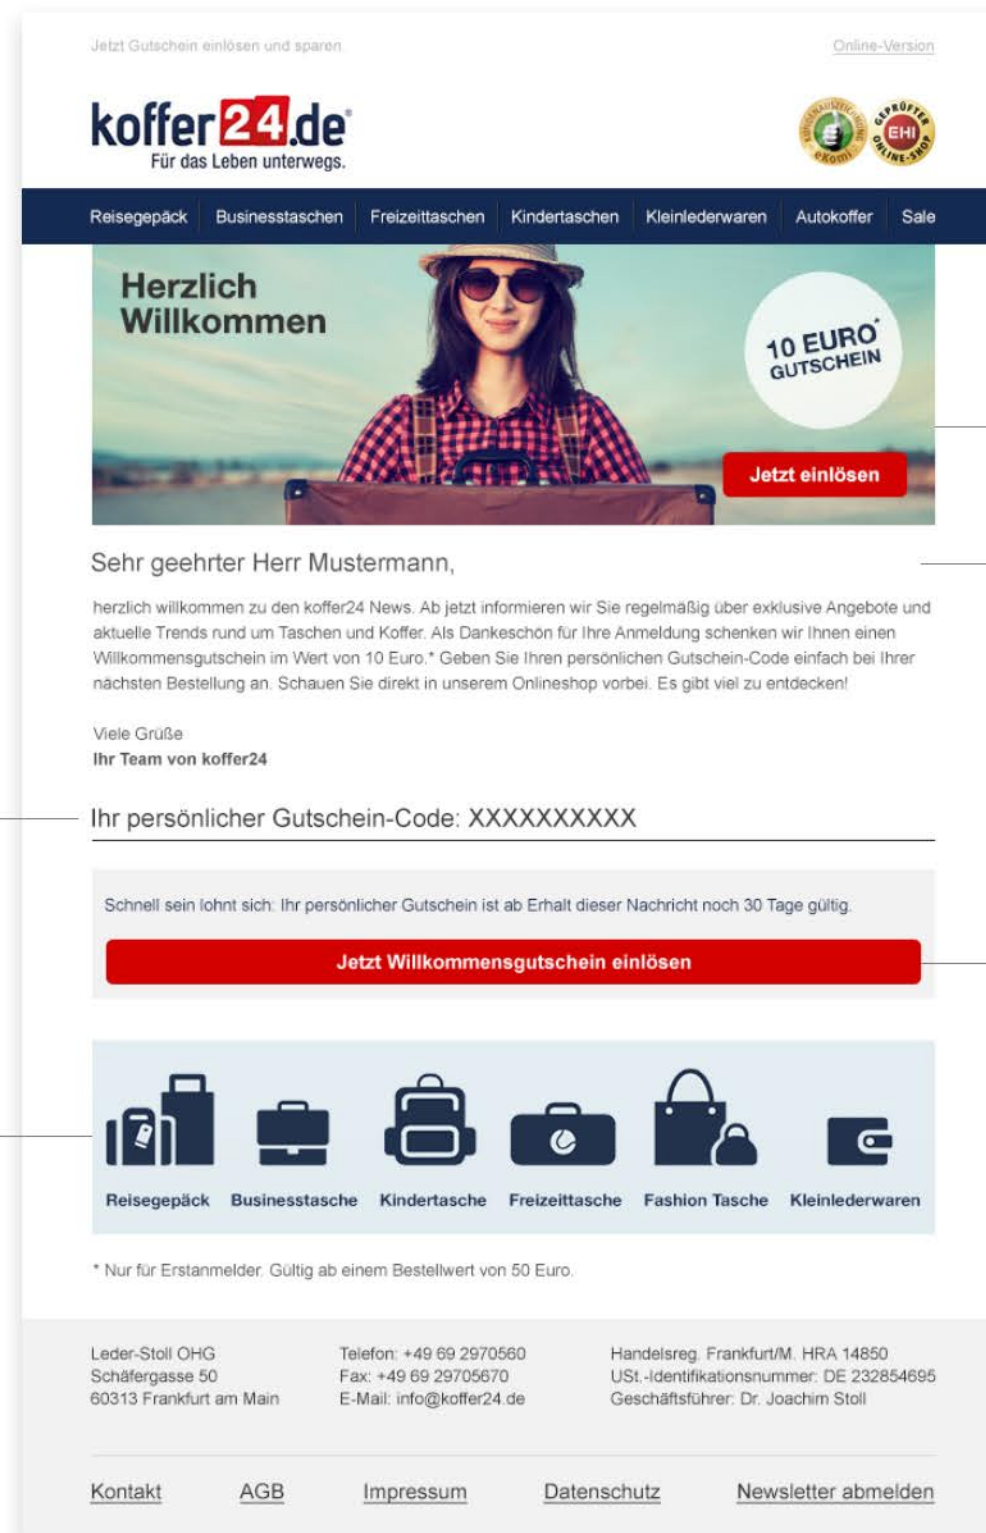 Jetzt Gutschein einlösen und sparen.
Online-Version
koffer24.de®
Für das Leben unterwegs.
KUNDENAUSZEICHNUNG
eKomi
GEPRÜFTER
EHI
ONLINE-SHOP
Reisegepäck Businesstaschen Freizeittaschen Kindertaschen Kleinlederwaren Autokoffer Sale
Herzlich
Willkommen
10 EURO*
GUTSCHEIN
Jetzt einlösen
Sehr geehrter Herr Mustermann,
herzlich willkommen zu den koffer24 News. Ab jetzt informieren wir Sie regelmäßig über exklusive Angebote und
aktuelle Trends rund um Taschen und Koffer. Als Dankeschön für Ihre Anmeldung schenken wir Ihnen einen
Willkommensgutschein im Wert von 10 Euro.* Geben Sie Ihren persönlichen Gutschein-Code einfach bei Ihrer
nächsten Bestellung an. Schauen Sie direkt in unserem Onlineshop vorbei. Es gibt viel zu entdecken!
Viele Grüße
Ihr Team von koffer24
Ihr persönlicher Gutschein-Code: XXXXXXXXXX
Schnell sein lohnt sich: Ihr persönlicher Gutschein ist ab Erhalt dieser Nachricht noch 30 Tage gültig.
Jetzt Willkommensgutschein einlösen
Reisegepäck Businesstasche Kindertasche Freizeittasche Fashion Tasche Kleinlederwaren
* Nur für Erstanmelder. Gültig ab einem Bestellwert von 50 Euro.
Leder-Stoll OHG
Schäfergasse 50
60313 Frankfurt am Main
Telefon: +49 69 2970560
Fax: +49 69 29705670
E-Mail: info@koffer24.de
Handelsreg. Frankfurt/M. HRA 14850
USt.-Identifikationsnummer: DE 232854695
Geschäftsführer: Dr. Joachim Stoll
Kontakt AGB Impressum Datenschutz Newsletter abmelden